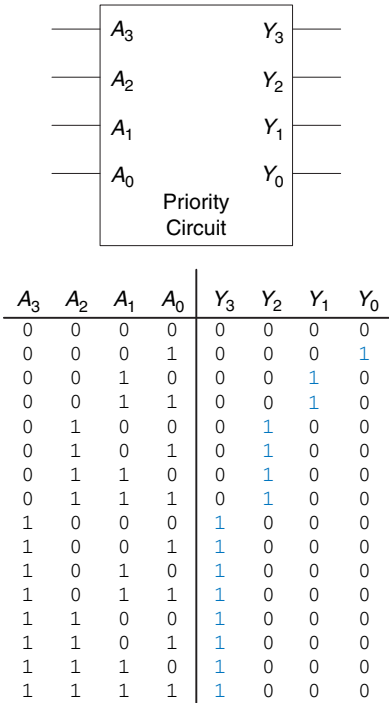 A3 Y3
A2 Y2
A1 Y1
A0 Y0
Priority
Circuit
A3 A2 A1 A0 Y3 Y2 Y1 Y0
0 0 0 0 0 0 0 0
0 0 0 1 0 0 0 1
0 0 1 0 0 0 1 0
0 0 1 1 0 0 1 0
0 1 0 0 0 1 0 0
0 1 0 1 0 1 0 0
0 1 1 0 0 1 0 0
0 1 1 1 0 1 0 0
1 0 0 0 1 0 0 0
1 0 0 1 1 0 0 0
1 0 1 0 1 0 0 0
1 0 1 1 1 0 0 0
1 1 0 0 1 0 0 0
1 1 0 1 1 0 0 0
1 1 1 0 1 0 0 0
1 1 1 1 1 0 0 0